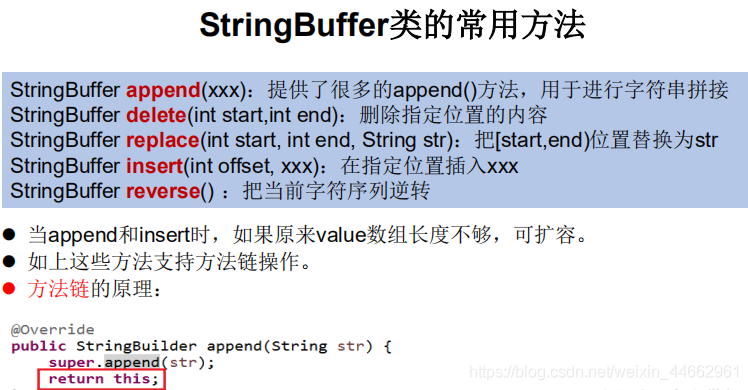 StringBuffer类的常用方法
StringBuffer append(xxx)：提供了很多的append()方法，用于进行字符串拼接
StringBuffer delete(int start,int end)：删除指定位置的内容
StringBuffer replace(int start, int end, String str)：把[start,end)位置替换为str
StringBuffer insert(int offset, xxx)：在指定位置插入xxx
StringBuffer reverse() ：把当前字符序列逆转
● 当append和insert时，如果原来value数组长度不够，可扩容。
● 如上这些方法支持方法链操作。
● 方法链的原理：
@Override
public StringBuilder append(String str) {
super.append(str);
return this;
https://blog.csdn.net/weixin_44662961